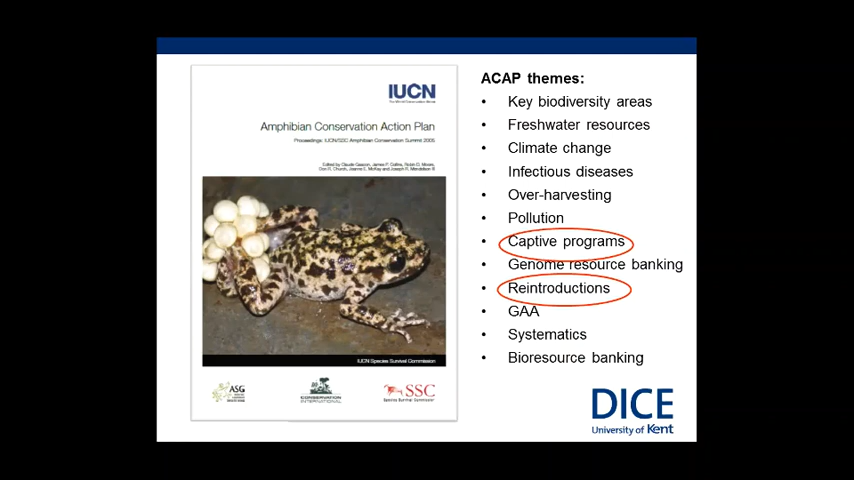 IUCN
The World Conservation Union
Amphibian Conservation Action Plan
Proceedings: IUCN/SSC Amphibian Conservation Summit 2005
Edited by Claude Gascon, James P. Collins, Robin D. Moore,
Don R. Church, Jeanne E. McKay and Joseph R. Mendelson III
IUCN Species Survival Commission
ASG
CONSERVATION
INTERNATIONAL
SSC
Species Survival Commission
ACAP themes:
• Key biodiversity areas
• Freshwater resources
• Climate change
• Infectious diseases
• Over-harvesting
• Pollution
• Captive programs
• Genome resource banking
• Reintroductions
• GAA
• Systematics
• Bioresource banking
DICE
University of Kent